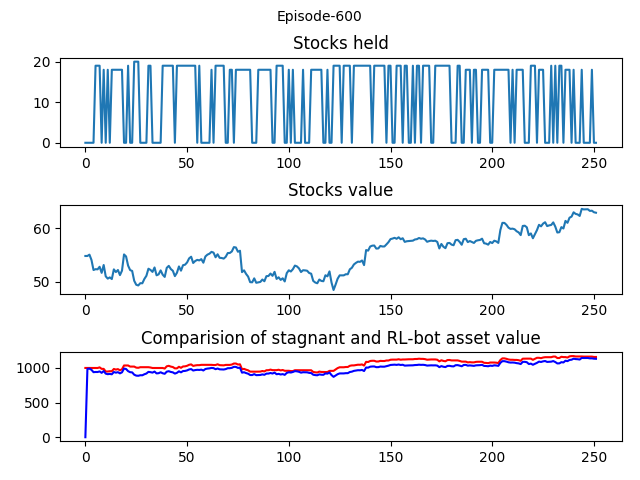 Episode-600
Stocks held
20
10
0
0 50 100 150 200 250
Stocks value
60
50
0 50 100 150 200 250
Comparision of stagnant and RL-bot asset value
1000
500
0
0 50 100 150 200 250